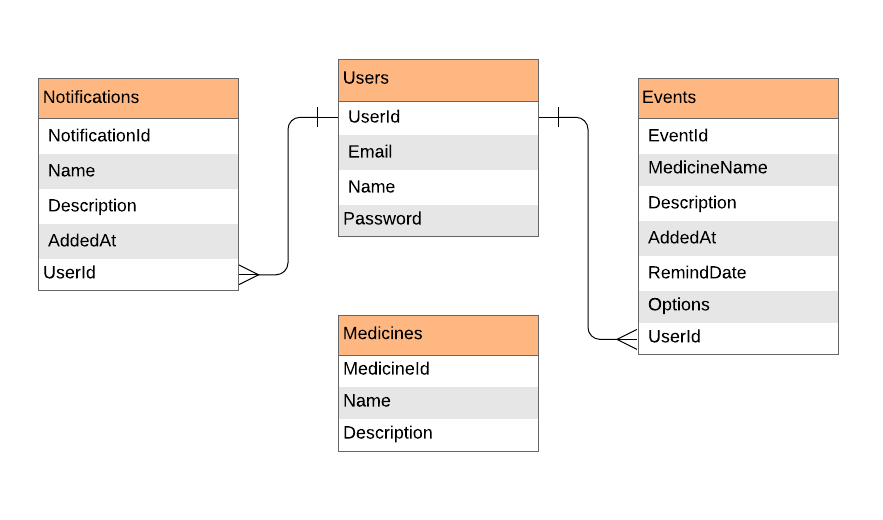 Notifications
NotificationId
Name
Description
AddedAt
UserId
Users
UserId
Email
Name
Password
Medicines
MedicineId
Name
Description
Events
EventId
MedicineName
Description
AddedAt
RemindDate
Options
UserId